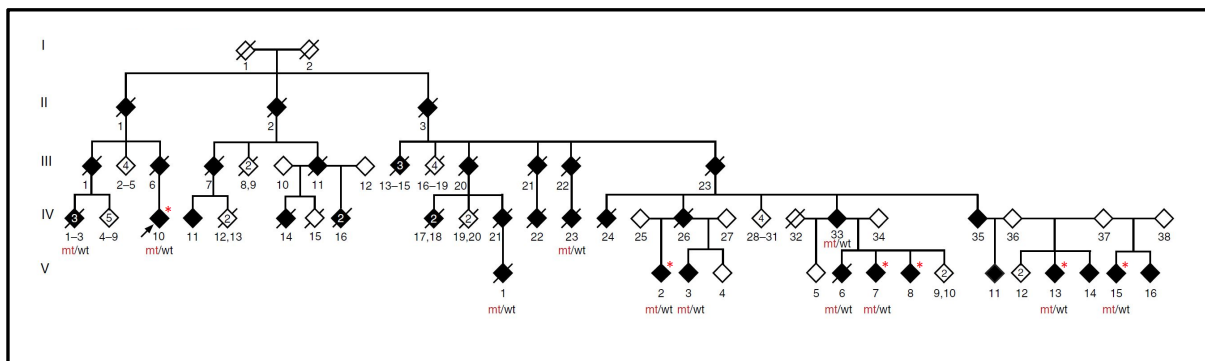 I
1 2
II
1 2 3
III
4 2 3 4
1 2–5 6 7 8,9 10 11 12 13–15 16–19 20 21 22 23
IV
3 5 * 2 2 2 2 4
1–3 4–9 10 11 12,13 14 15 16 17,18 19,20 21 22 23 24 25 26 27 28–31 32 33 34 35 36 37 38
mt/wt mt/wt mt/wt
V
* * * 2 2 * *
1 2 3 4 5 6 7 8 9,10 11 12 13 14 15 16
mt/wt mt/wt mt/wt mt/wt mt/wt mt/wt mt/wt